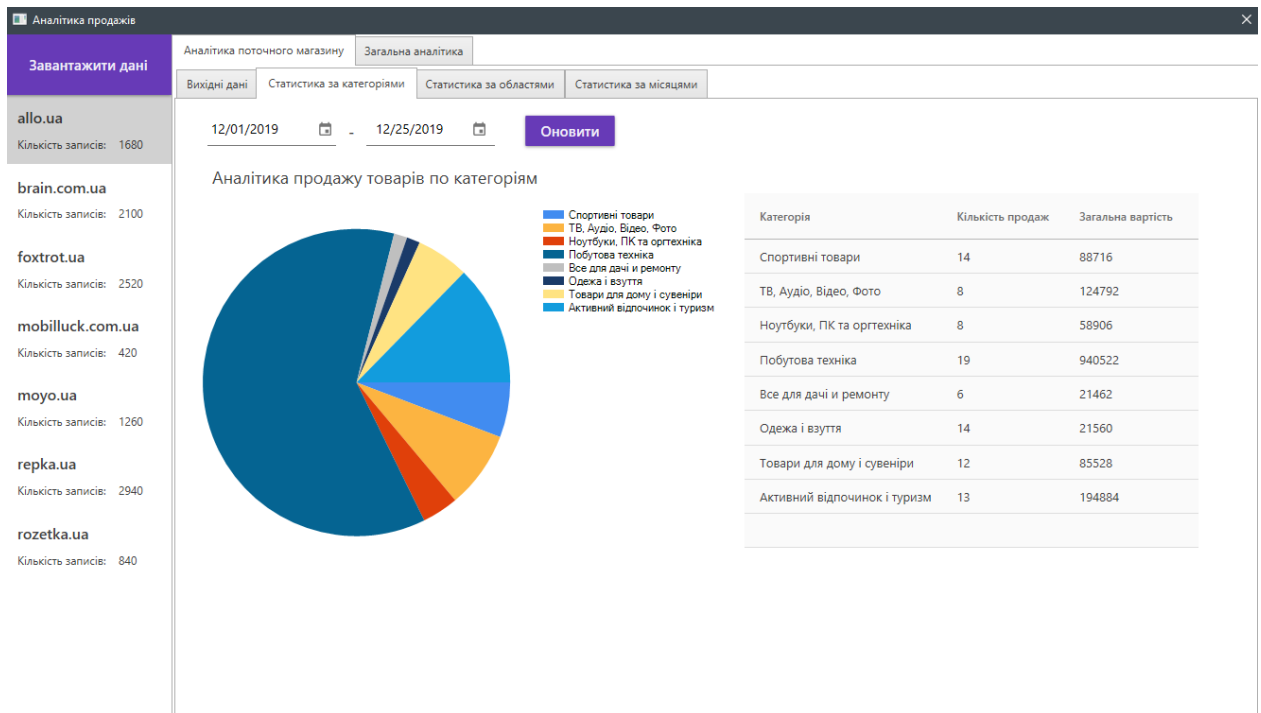 Аналітика продажів
Завантажити дані
allo.ua
Кількість записів: 1680
brain.com.ua
Кількість записів: 2100
foxtrot.ua
Кількість записів: 2520
mobilluck.com.ua
Кількість записів: 420
moyo.ua
Кількість записів: 1260
repka.ua
Кількість записів: 2940
rozetka.ua
Кількість записів: 840
Аналітика поточного магазину Загальна аналітика
Вихідні дані Статистика за категоріями Статистика за областями Статистика за місяцями
12/01/2019 - 12/25/2019 Оновити
Аналітика продажу товарів по категоріям
Спортивні товари
ТВ, Аудіо, Відео, Фото
Ноутбуки, ПК та оргтехніка
Побутова техніка
Все для дачі и ремонту
Одежа і взуття
Товари для дому і сувеніри
Активний відпочинок і туризм
Категорія Кількість продаж Загальна вартість
Спортивні товари 14 88716
ТВ, Аудіо, Відео, Фото 8 124792
Ноутбуки, ПК та оргтехніка 8 58906
Побутова техніка 19 940522
Все для дачі и ремонту 6 21462
Одежа і взуття 14 21560
Товари для дому і сувеніри 12 85528
Активний відпочинок і туризм 13 194884